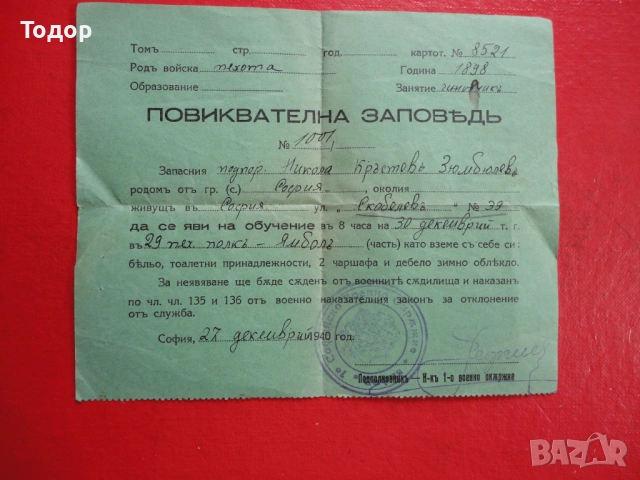 Тодор
Томъ стр. год. картот. № 8521
Родъ войска пехота Година 1898
Образование Занятие чиновникъ
ПОВИКВАТЕЛНА ЗАПОВѢДЬ
№ 1001
Запасния подпор. Никола Кръстевъ Зюмбюлевъ
родомъ отъ гр. (с.) София, околия
живущъ въ София ул. „Скобелевъ" № 39
да се яви на обучение въ 8 часа на 30 декемврий т. г.
въ 29 пех. полкъ - Ямболъ (часть) като вземе съ себе си:
бѣльо, тоалетни принадлежности, 2 чаршафа и дебело зимно облѣкло.
За неявяване ще бѫде сѫденъ отъ военнитѣ сѫдилища и наказанъ
по чл. чл. 135 и 136 отъ военно наказателния законъ за отклонение
отъ служба.
София, 27 декемврий 1940 год.
Подполковникъ — Н-къ 1-о военно окрѫжие
BAZAR